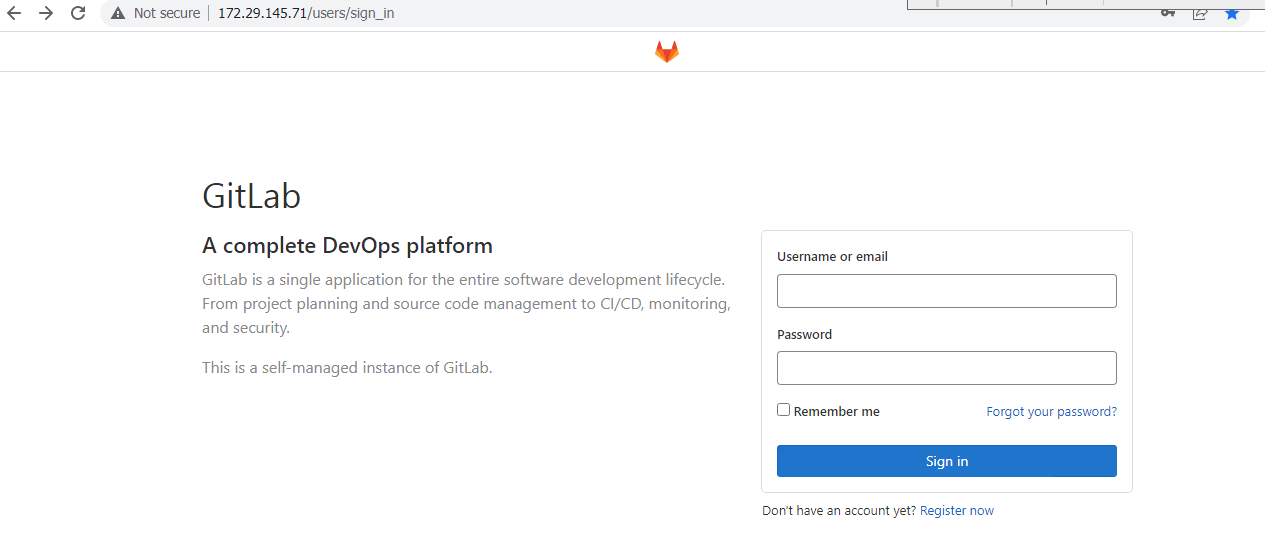 Not secure 172.29.145.71/users/sign_in
GitLab
A complete DevOps platform
GitLab is a single application for the entire software development lifecycle.
From project planning and source code management to CI/CD, monitoring,
and security.
This is a self-managed instance of GitLab.
Username or email
Password
Remember me Forgot your password?
Sign in
Don't have an account yet? Register now